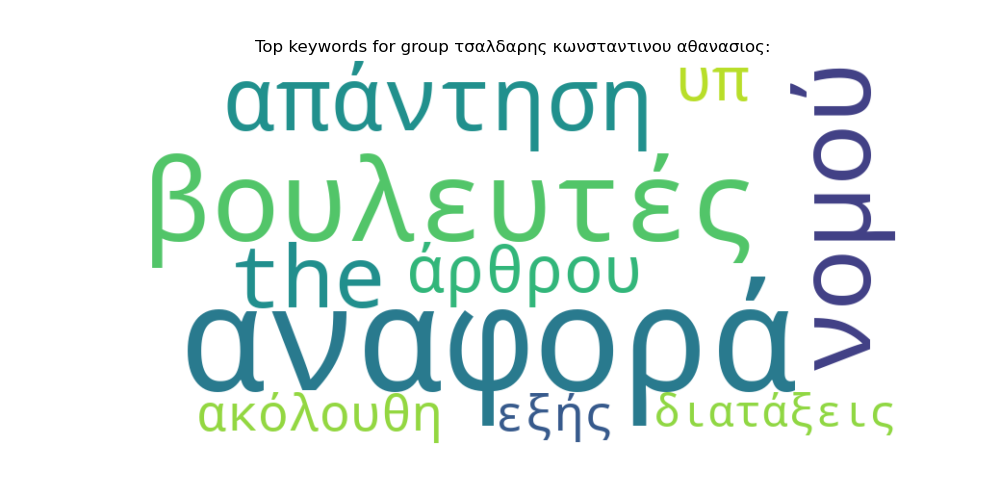 Top keywords for group τσαλδαρης κωνσταντινου αθανασιος:
απάντηση
υπ
νομού
βουλευτές
the
άρθρου
αναφορά
ακόλουθη
εξής
διατάξεις